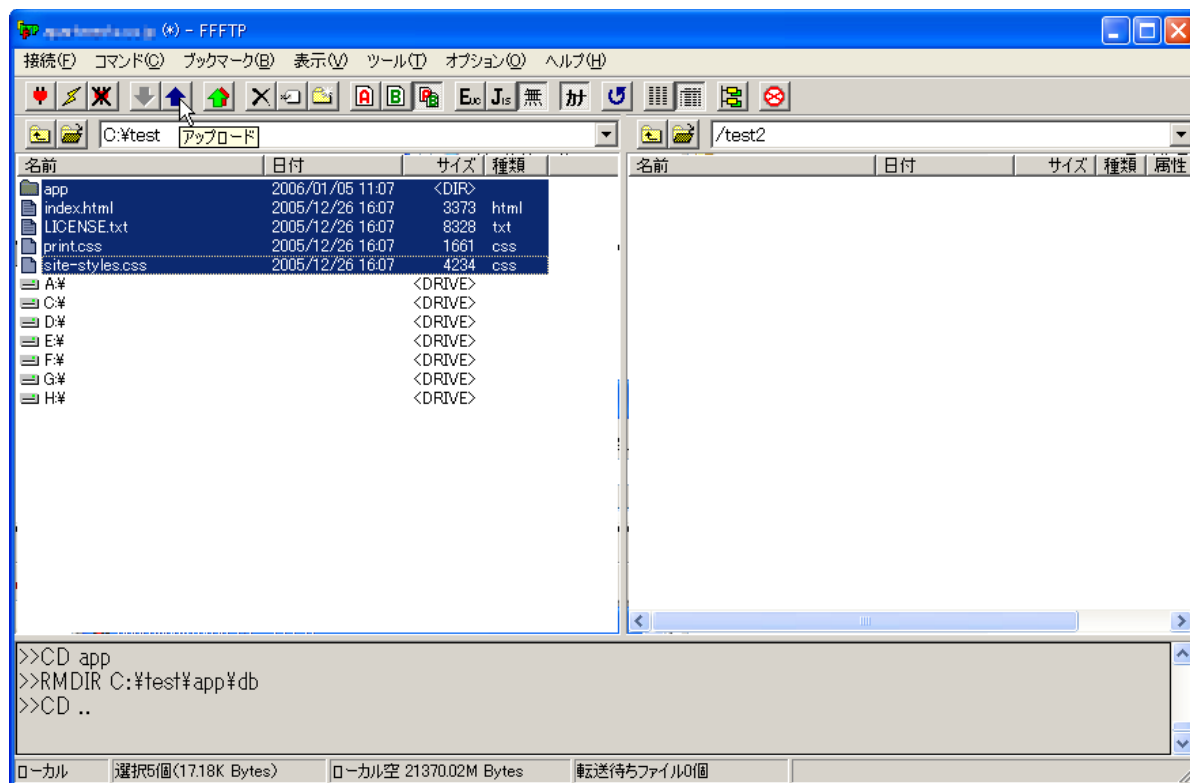 (*) - FFFTP
接続(F) コマンド(C) ブックマーク(B) 表示(V) ツール(T) オプション(O) ヘルプ(H)
A B Euc Jis 無 ｶﾅ
C:¥test アップロード /test2
名前 日付 サイズ 種類 名前 日付 サイズ 種類 属性
app 2006/01/05 11:07 <DIR>
index.html 2005/12/26 16:07 3373 html
LICENSE.txt 2005/12/26 16:07 8328 txt
print.css 2005/12/26 16:07 1661 css
site-styles.css 2005/12/26 16:07 4234 css
A:¥ <DRIVE>
C:¥ <DRIVE>
D:¥ <DRIVE>
E:¥ <DRIVE>
F:¥ <DRIVE>
G:¥ <DRIVE>
H:¥ <DRIVE>
>>CD app
>>RMDIR C:¥test¥app¥db
>>CD ..
ローカル 選択5個(17.18K Bytes) ローカル空 21370.02M Bytes 転送待ちファイル0個